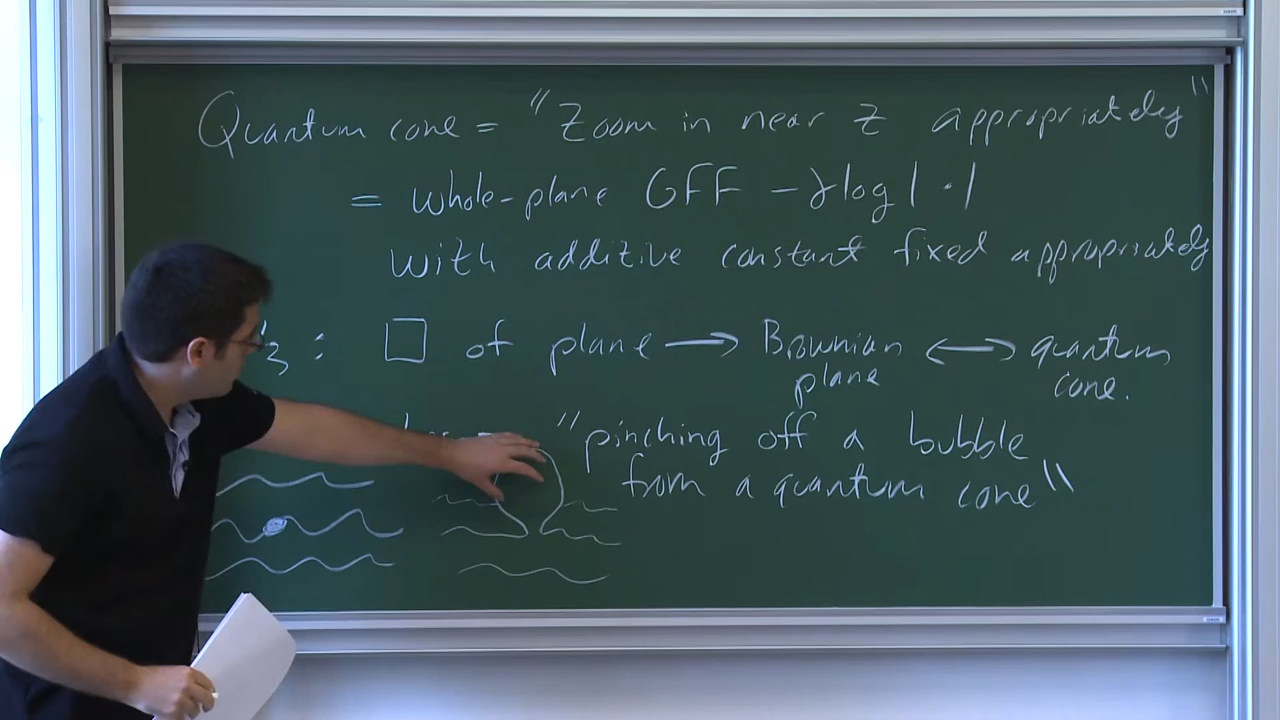 Quantum cone = "Zoom in near z appropriately"
= whole-plane GFF - γ log | · |
with additive constant fixed appropriately
: □ of plane ⟶ Brownian plane ⟷ quantum cone.
"pinching off a bubble
from a quantum cone"